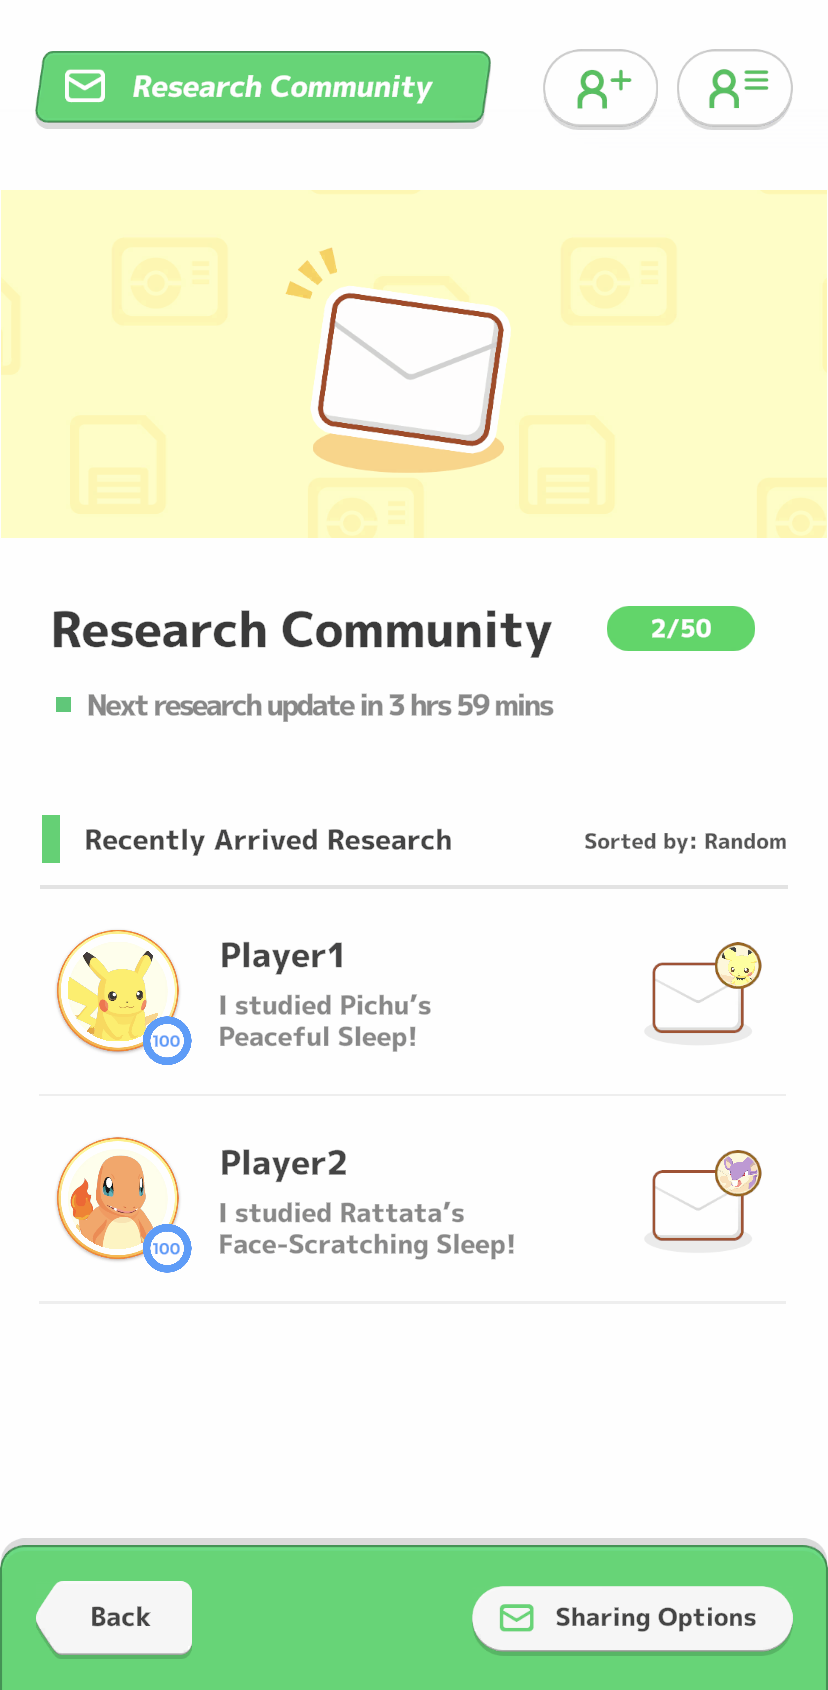 Research Community
Research Community
2/50
Next research update in 3 hrs 59 mins
Recently Arrived Research
Sorted by: Random
Player1
I studied Pichu’s
Peaceful Sleep!
100
Player2
I studied Rattata’s
Face-Scratching Sleep!
100
Back
Sharing Options